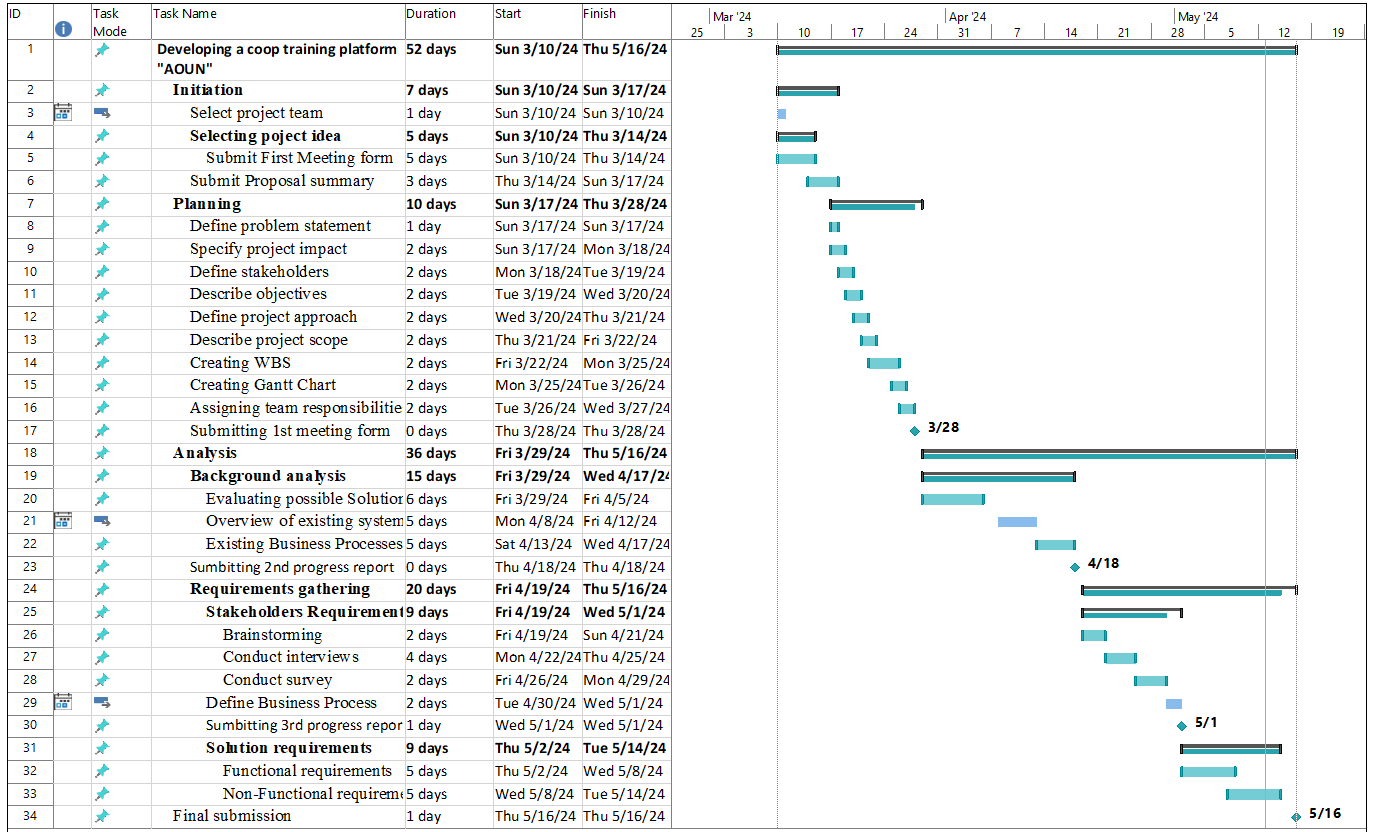 ID Task Mode Task Name Duration Start Finish Mar '24 Apr '24 May '24
25 3 10 17 24 31 7 14 21 28 5 12 19
1 Developing a coop training platform "AOUN" 52 days Sun 3/10/24 Thu 5/16/24
2 Initiation 7 days Sun 3/10/24 Sun 3/17/24
3 Select project team 1 day Sun 3/10/24 Sun 3/10/24
4 Selecting poject idea 5 days Sun 3/10/24 Thu 3/14/24
5 Submit First Meeting form 5 days Sun 3/10/24 Thu 3/14/24
6 Submit Proposal summary 3 days Thu 3/14/24 Sun 3/17/24
7 Planning 10 days Sun 3/17/24 Thu 3/28/24
8 Define problem statement 1 day Sun 3/17/24 Sun 3/17/24
9 Specify project impact 2 days Sun 3/17/24 Mon 3/18/24
10 Define stakeholders 2 days Mon 3/18/24 Tue 3/19/24
11 Describe objectives 2 days Tue 3/19/24 Wed 3/20/24
12 Define project approach 2 days Wed 3/20/24 Thu 3/21/24
13 Describe project scope 2 days Thu 3/21/24 Fri 3/22/24
14 Creating WBS 2 days Fri 3/22/24 Mon 3/25/24
15 Creating Gantt Chart 2 days Mon 3/25/24 Tue 3/26/24
16 Assigning team responsibilitie 2 days Tue 3/26/24 Wed 3/27/24
17 Submitting 1st meeting form 0 days Thu 3/28/24 Thu 3/28/24 3/28
18 Analysis 36 days Fri 3/29/24 Thu 5/16/24
19 Background analysis 15 days Fri 3/29/24 Wed 4/17/24
20 Evaluating possible Solution 6 days Fri 3/29/24 Fri 4/5/24
21 Overview of existing system 5 days Mon 4/8/24 Fri 4/12/24
22 Existing Business Processes 5 days Sat 4/13/24 Wed 4/17/24
23 Sumbitting 2nd progress report 0 days Thu 4/18/24 Thu 4/18/24 4/18
24 Requirements gathering 20 days Fri 4/19/24 Thu 5/16/24
25 Stakeholders Requirement 9 days Fri 4/19/24 Wed 5/1/24
26 Brainstorming 2 days Fri 4/19/24 Sun 4/21/24
27 Conduct interviews 4 days Mon 4/22/24 Thu 4/25/24
28 Conduct survey 2 days Fri 4/26/24 Mon 4/29/24
29 Define Business Process 2 days Tue 4/30/24 Wed 5/1/24
30 Sumbitting 3rd progress repor 1 day Wed 5/1/24 Wed 5/1/24 5/1
31 Solution requirements 9 days Thu 5/2/24 Tue 5/14/24
32 Functional requirements 5 days Thu 5/2/24 Wed 5/8/24
33 Non-Functional requireme 5 days Wed 5/8/24 Tue 5/14/24
34 Final submission 1 day Thu 5/16/24 Thu 5/16/24 5/16